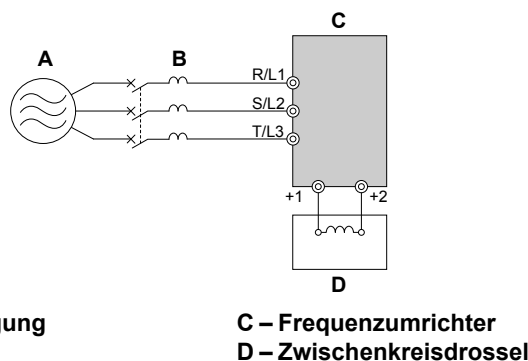 C
A
B
R/L1
S/L2
T/L3
+1
+2
D
C – Frequenzumrichter
D – Zwischenkreisdrossel